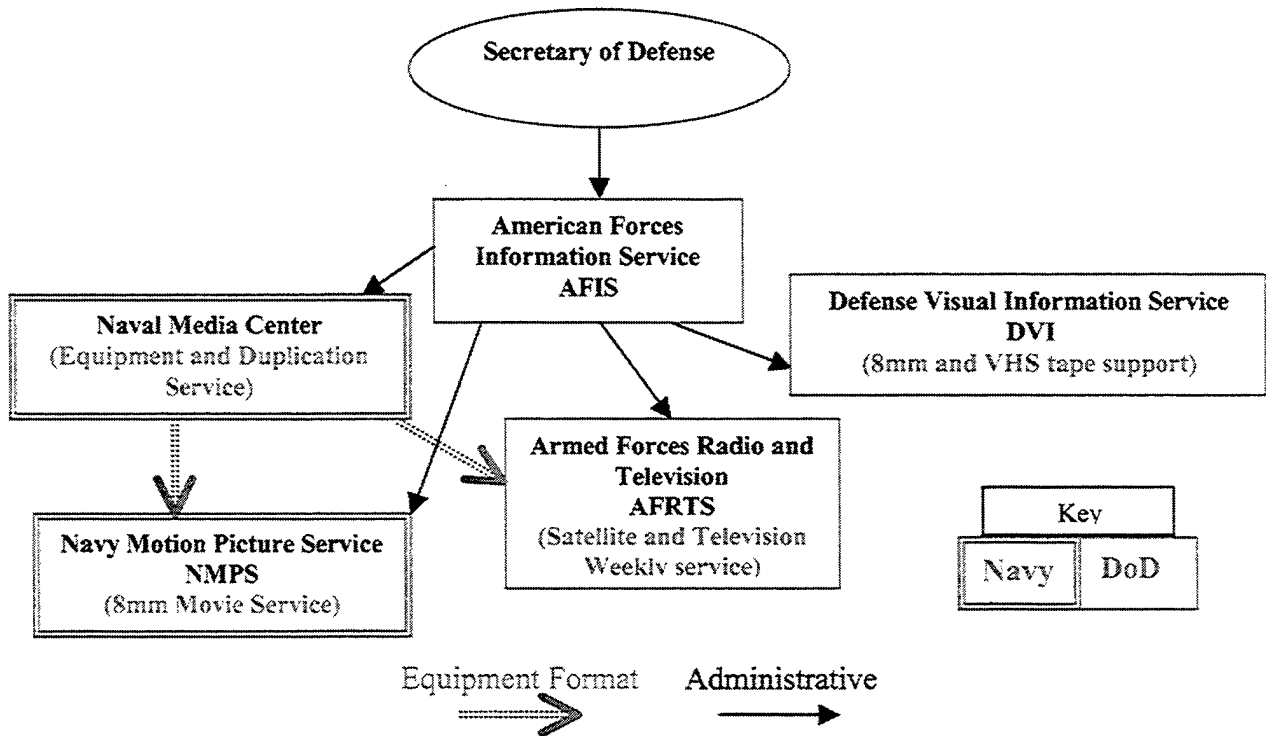 Secretary of Defense
American Forces
Information Service
AFIS
Naval Media Center
(Equipment and Duplication
Service)
Defense Visual Information Service
DVI
(8mm and VHS tape support)
Armed Forces Radio and
Television
AFRTS
(Satellite and Television
Weekly service)
Navy Motion Picture Service
NMPS
(8mm Movie Service)
Key
Navy DoD
Equipment Format Administrative